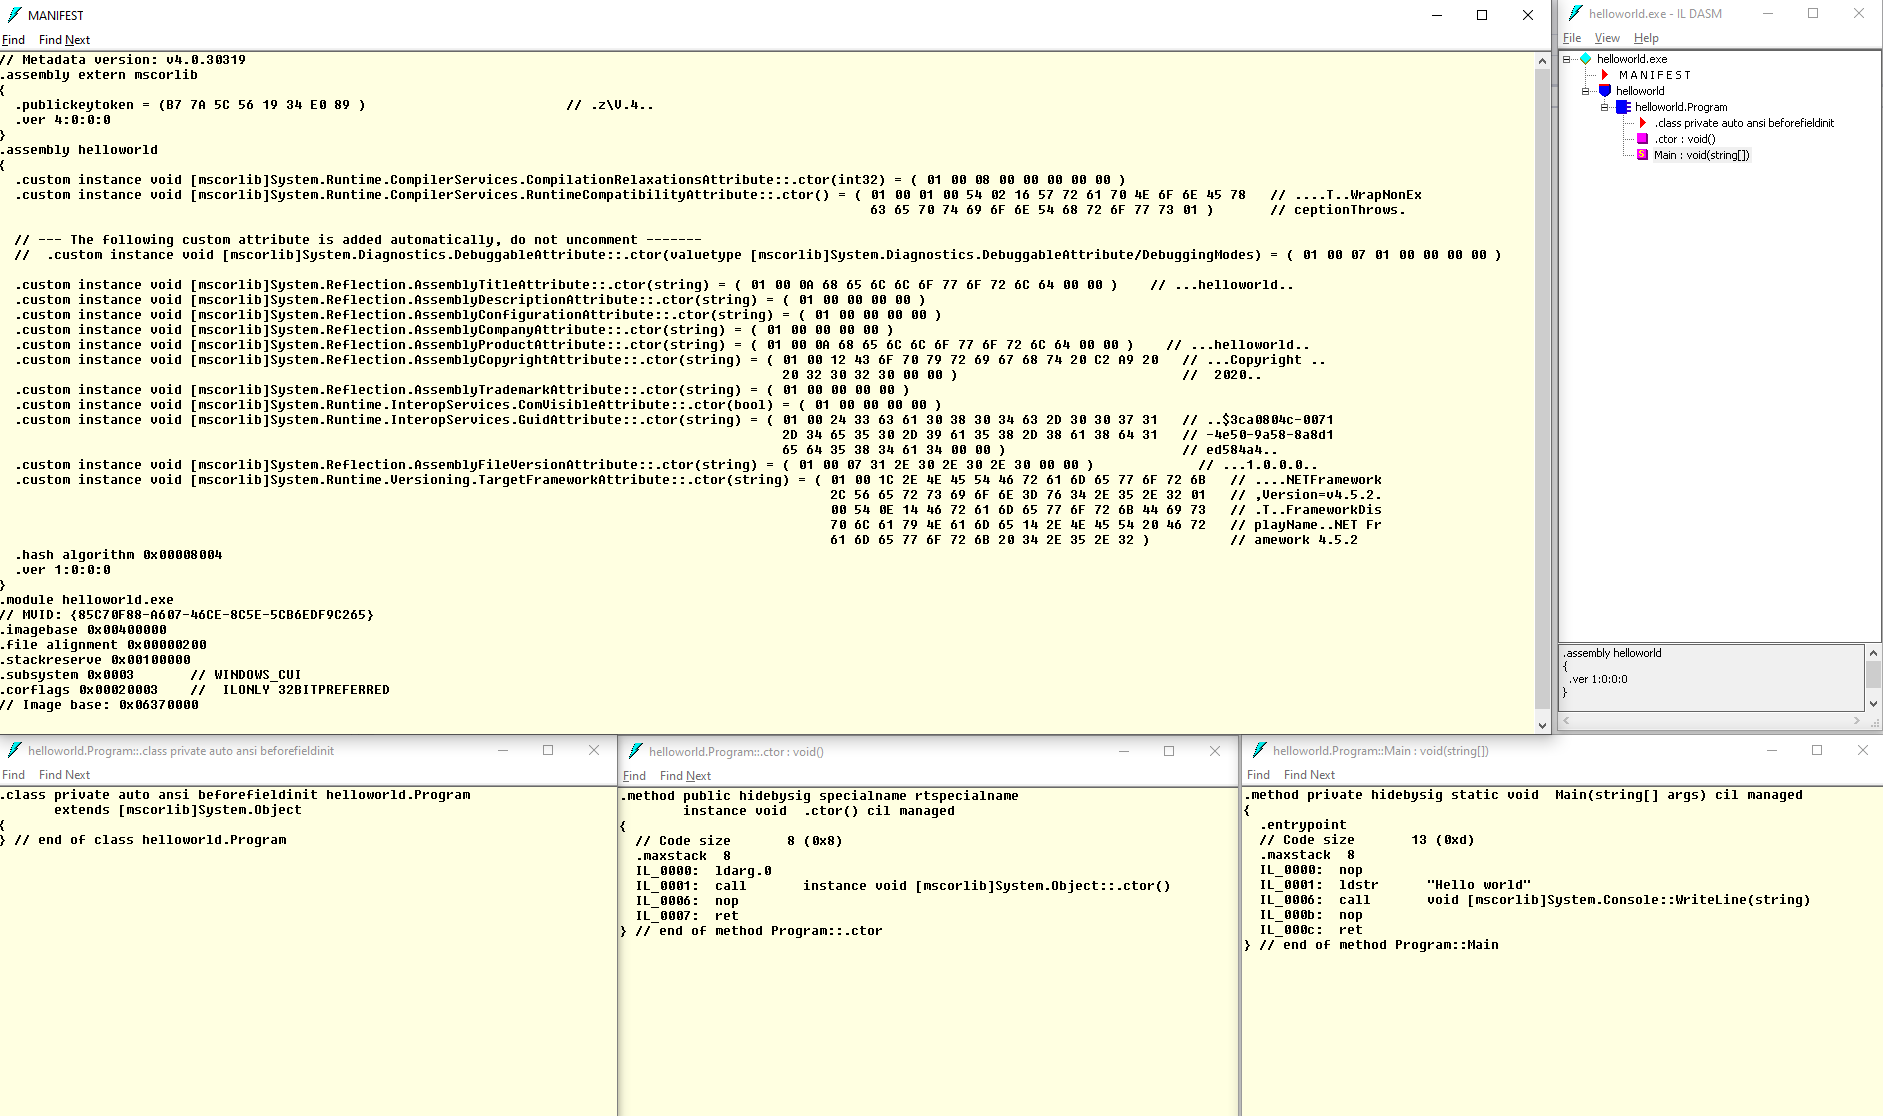 MANIFEST
Find Find Next
// Metadata version: v4.0.30319
.assembly extern mscorlib
{
.publickeytoken = (B7 7A 5C 56 19 34 E0 89 ) // .z\V.4..
.ver 4:0:0:0
}
.assembly helloworld
{
.custom instance void [mscorlib]System.Runtime.CompilerServices.CompilationRelaxationsAttribute::.ctor(int32) = ( 01 00 08 00 00 00 00 00 )
.custom instance void [mscorlib]System.Runtime.CompilerServices.RuntimeCompatibilityAttribute::.ctor() = ( 01 00 01 00 54 02 16 57 72 61 70 4E 6F 6E 45 78 // ....T..WrapNonEx
63 65 70 74 69 6F 6E 54 68 72 6F 77 73 01 ) // ceptionThrows.
// --- The following custom attribute is added automatically, do not uncomment -------
// .custom instance void [mscorlib]System.Diagnostics.DebuggableAttribute::.ctor(valuetype [mscorlib]System.Diagnostics.DebuggableAttribute/DebuggingModes) = ( 01 00 07 01 00 00 00 00 )
.custom instance void [mscorlib]System.Reflection.AssemblyTitleAttribute::.ctor(string) = ( 01 00 0A 68 65 6C 6C 6F 77 6F 72 6C 64 00 00 ) // ...helloworld..
.custom instance void [mscorlib]System.Reflection.AssemblyDescriptionAttribute::.ctor(string) = ( 01 00 00 00 00 )
.custom instance void [mscorlib]System.Reflection.AssemblyConfigurationAttribute::.ctor(string) = ( 01 00 00 00 00 )
.custom instance void [mscorlib]System.Reflection.AssemblyCompanyAttribute::.ctor(string) = ( 01 00 00 00 00 )
.custom instance void [mscorlib]System.Reflection.AssemblyProductAttribute::.ctor(string) = ( 01 00 0A 68 65 6C 6C 6F 77 6F 72 6C 64 00 00 ) // ...helloworld..
.custom instance void [mscorlib]System.Reflection.AssemblyCopyrightAttribute::.ctor(string) = ( 01 00 12 43 6F 70 79 72 69 67 68 74 20 C2 A9 20 // ...Copyright ..
20 32 30 32 30 00 00 ) //  2020..
.custom instance void [mscorlib]System.Reflection.AssemblyTrademarkAttribute::.ctor(string) = ( 01 00 00 00 00 )
.custom instance void [mscorlib]System.Runtime.InteropServices.ComVisibleAttribute::.ctor(bool) = ( 01 00 00 00 00 )
.custom instance void [mscorlib]System.Runtime.InteropServices.GuidAttribute::.ctor(string) = ( 01 00 24 33 63 61 30 38 30 34 63 2D 30 30 37 31 // ..$3ca0804c-0071
2D 34 65 35 30 2D 39 61 35 38 2D 38 61 38 64 31 // -4e50-9a58-8a8d1
65 64 35 38 34 61 34 00 00 ) // ed584a4..
.custom instance void [mscorlib]System.Reflection.AssemblyFileVersionAttribute::.ctor(string) = ( 01 00 07 31 2E 30 2E 30 2E 30 00 00 ) // ...1.0.0.0..
.custom instance void [mscorlib]System.Runtime.Versioning.TargetFrameworkAttribute::.ctor(string) = ( 01 00 1C 2E 4E 45 54 46 72 61 6D 65 77 6F 72 6B // ....NETFramework
2C 56 65 72 73 69 6F 6E 3D 76 34 2E 35 2E 32 01 // ,Version=v4.5.2.
00 54 0E 14 46 72 61 6D 65 77 6F 72 6B 44 69 73 // .T..FrameworkDis
70 6C 61 79 4E 61 6D 65 14 2E 4E 45 54 20 46 72 // playName..NET Fr
61 6D 65 77 6F 72 6B 20 34 2E 35 2E 32 ) // amework 4.5.2
.hash algorithm 0x00008004
.ver 1:0:0:0
}
.module helloworld.exe
// MVID: {85C70F88-A607-46CE-8C5E-5CB6EDF9C265}
.imagebase 0x00400000
.file alignment 0x00000200
.stackreserve 0x00100000
.subsystem 0x0003 // WINDOWS_CUI
.corflags 0x00020003 // ILONLY 32BITPREFERRED
// Image base: 0x06370000
helloworld.exe - IL DASM
File View Help
helloworld.exe
M A N I F E S T
helloworld
helloworld.Program
.class private auto ansi beforefieldinit
.ctor : void()
Main : void(string[])
.assembly helloworld
{
.ver 1:0:0:0
}
helloworld.Program::.class private auto ansi beforefieldinit
Find Find Next
.class private auto ansi beforefieldinit helloworld.Program
extends [mscorlib]System.Object
{
} // end of class helloworld.Program
helloworld.Program::.ctor : void()
Find Find Next
.method public hidebysig specialname rtspecialname
instance void .ctor() cil managed
{
// Code size 8 (0x8)
.maxstack 8
IL_0000: ldarg.0
IL_0001: call instance void [mscorlib]System.Object::.ctor()
IL_0006: nop
IL_0007: ret
} // end of method Program::.ctor
helloworld.Program::Main : void(string[])
Find Find Next
.method private hidebysig static void Main(string[] args) cil managed
{
.entrypoint
// Code size 13 (0xd)
.maxstack 8
IL_0000: nop
IL_0001: ldstr "Hello world"
IL_0006: call void [mscorlib]System.Console::WriteLine(string)
IL_000b: nop
IL_000c: ret
} // end of method Program::Main